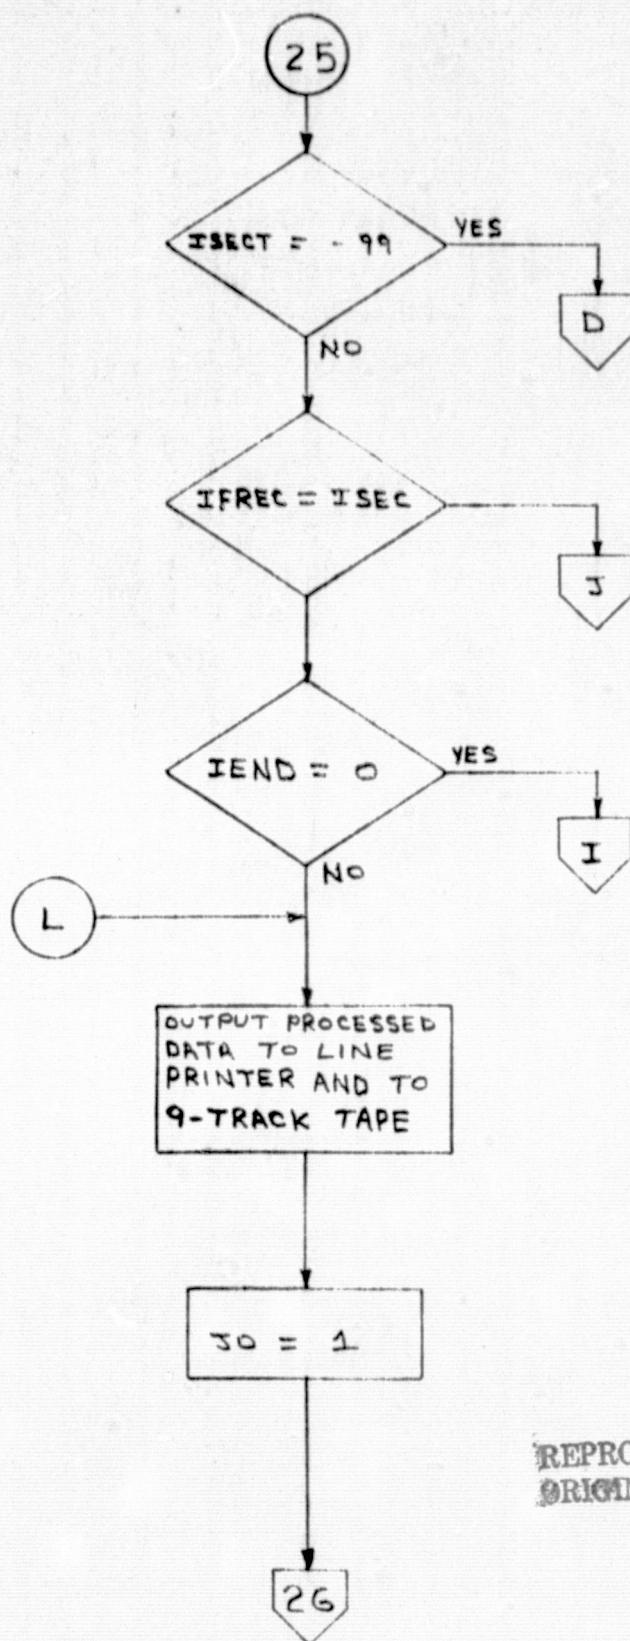 25
ISECT = - 99
YES
D
NO
IFREC = ISEC
J
IEND = 0
YES
I
NO
L
OUTPUT PROCESSED
DATA TO LINE
PRINTER AND TO
9-TRACK TAPE
JO = 1
REPRO
ORIGIN
26